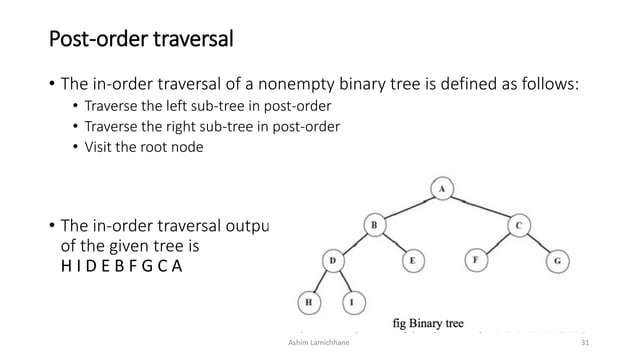 Post-order traversal
• The in-order traversal of a nonempty binary tree is defined as follows:
• Traverse the left sub-tree in post-order
• Traverse the right sub-tree in post-order
• Visit the root node
• The in-order traversal outpu
of the given tree is
H I D E B F G C A
A
B
C
D
E
F
G
H
I
fig Binary tree
Ashim Lamichhane
31